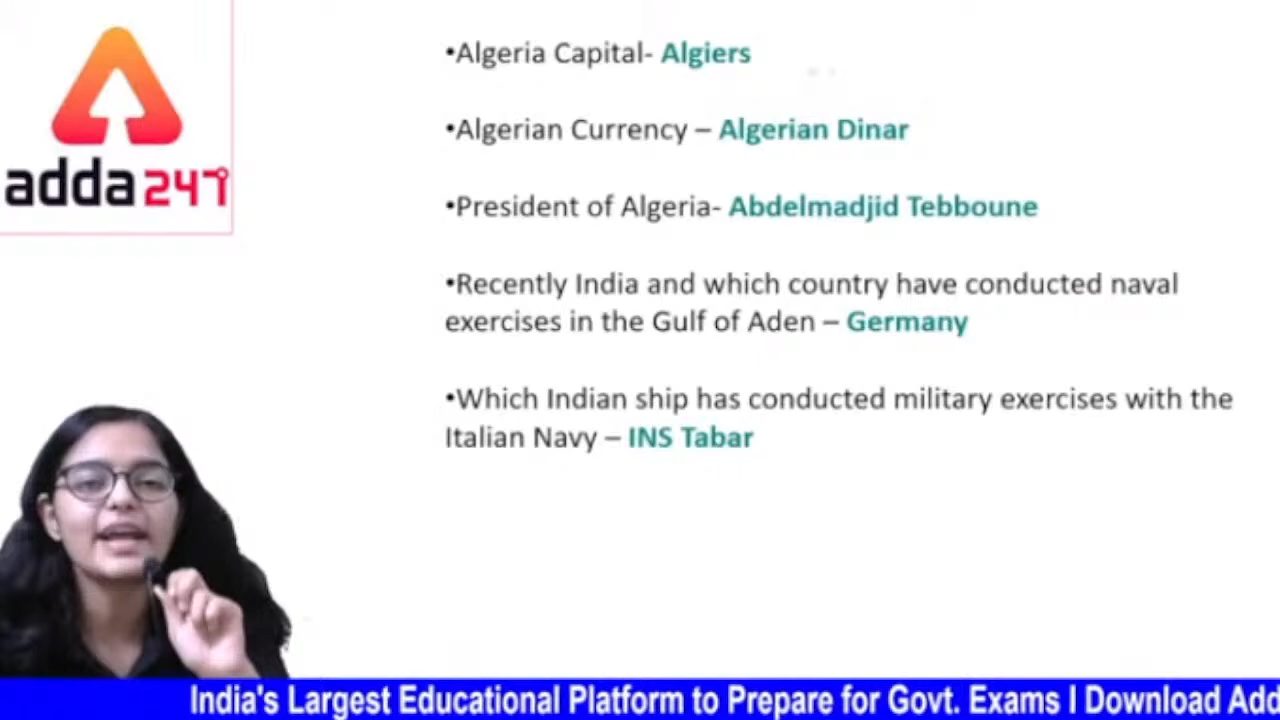 adda247
•Algeria Capital- Algiers
•Algerian Currency – Algerian Dinar
•President of Algeria- Abdelmadjid Tebboune
•Recently India and which country have conducted naval
exercises in the Gulf of Aden – Germany
•Which Indian ship has conducted military exercises with the
Italian Navy – INS Tabar
India's Largest Educational Platform to Prepare for Govt. Exams I Download Add